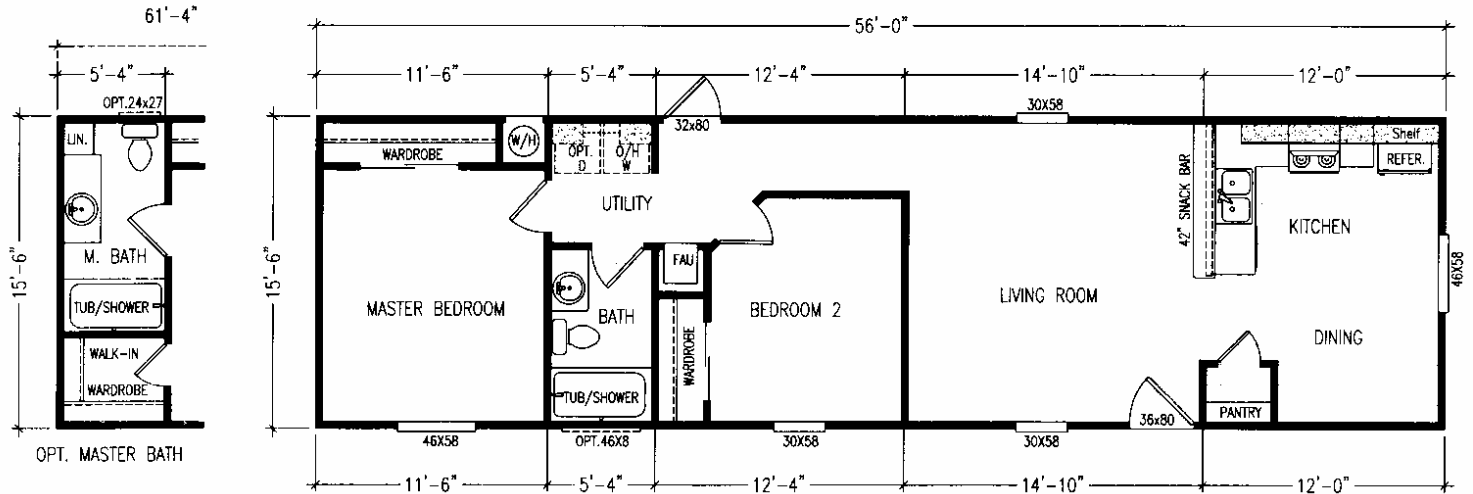 61'-4"
5'-4"
OPT.24x27
LIN.
M. BATH
TUB/SHOWER
WALK-IN
WARDROBE
15'-6"
OPT. MASTER BATH
56'-0"
11'-6"
5'-4"
12'-4"
14'-10"
12'-0"
32x80
30X58
WARDROBE
W/H
OPT.
D
O/H
W
UTILITY
Shelf
REFER.
42" SNACK BAR
KITCHEN
46X58
15'-6"
MASTER BEDROOM
BATH
FAU
BEDROOM 2
WARDROBE
LIVING ROOM
DINING
TUB/SHOWER
PANTRY
36x80
46X58
OPT.46X8
30X58
30X58
11'-6"
5'-4"
12'-4"
14'-10"
12'-0"